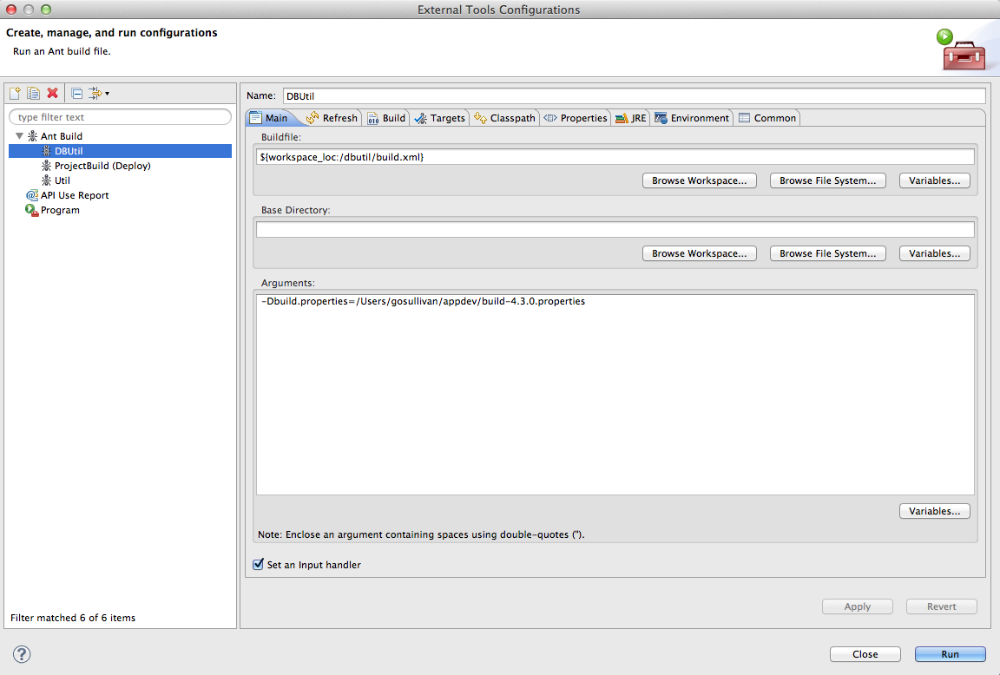 External Tools Configurations
Create, manage, and run configurations
Run an Ant build file.
type filter text
Ant Build
DBUtil
ProjectBuild (Deploy)
Util
API Use Report
Program
Filter matched 6 of 6 items
Name: DBUtil
Main Refresh Build Targets Classpath Properties JRE Environment Common
Buildfile:
${workspace_loc:/dbutil/build.xml}
Browse Workspace... Browse File System... Variables...
Base Directory:
Browse Workspace... Browse File System... Variables...
Arguments:
-Dbuild.properties=/Users/gosullivan/appdev/build-4.3.0.properties
Variables...
Note: Enclose an argument containing spaces using double-quotes (").
Set an Input handler
Apply Revert
? Close Run